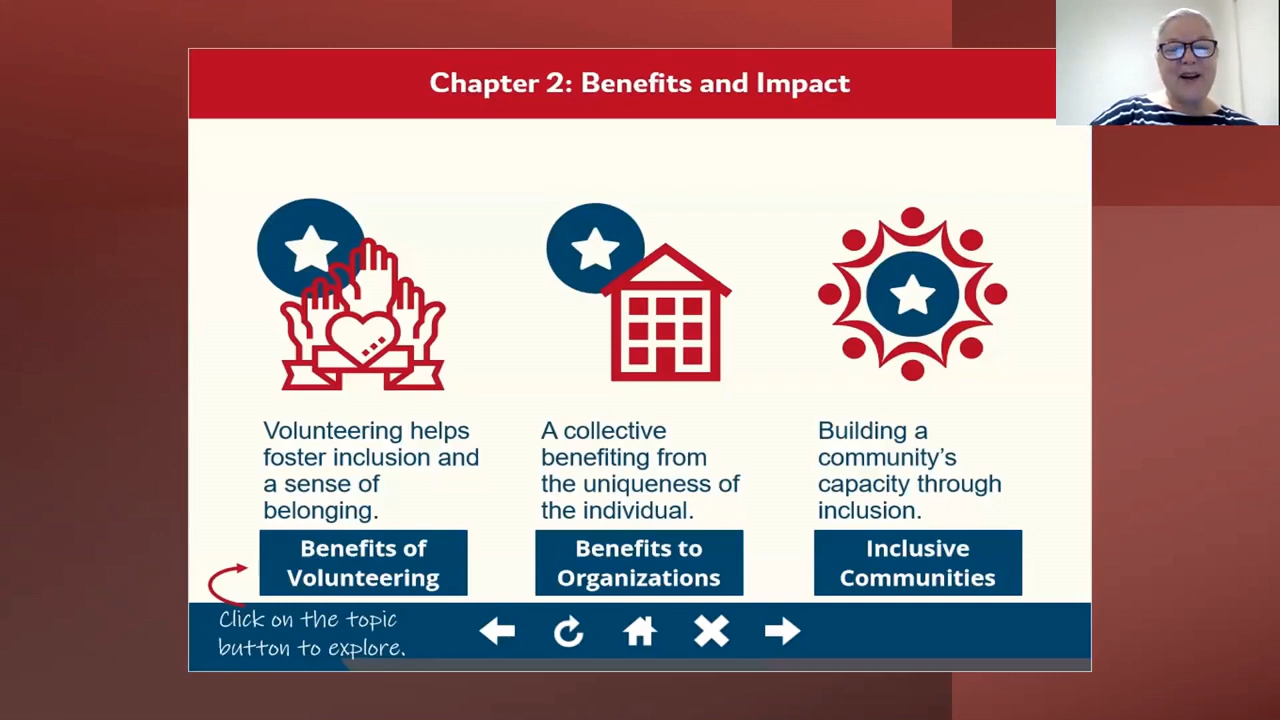 Chapter 2: Benefits and Impact
Volunteering helps
foster inclusion and
a sense of
belonging.
Benefits of
Volunteering
A collective
benefiting from
the uniqueness of
the individual.
Benefits to
Organizations
Building a
community’s
capacity through
inclusion.
Inclusive
Communities
Click on the topic
button to explore.